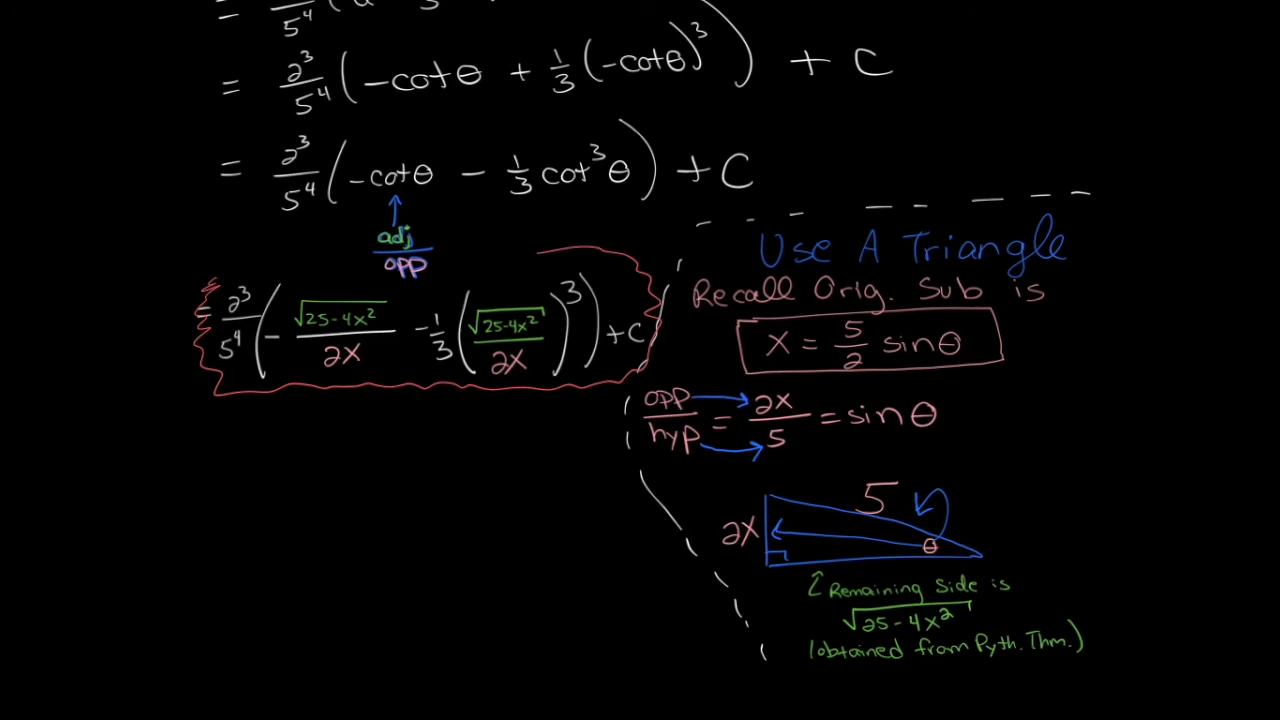 = 2³/5⁴ (
= 2³/5⁴ (-cotθ + 1/3 (-cotθ)³) + C
= 2³/5⁴ (-cotθ - 1/3 cot³θ) + C
adj/opp
= 2³/5⁴ (- √25-4x²/2x - 1/3 (√25-4x²/2x)³) + C
Use A Triangle
Recall Orig. Sub is
x = 5/2 sinθ
opp/hyp = 2x/5 = sinθ
5
2x
θ
Remaining Side is
√25-4x²
(obtained from Pyth. Thm.)